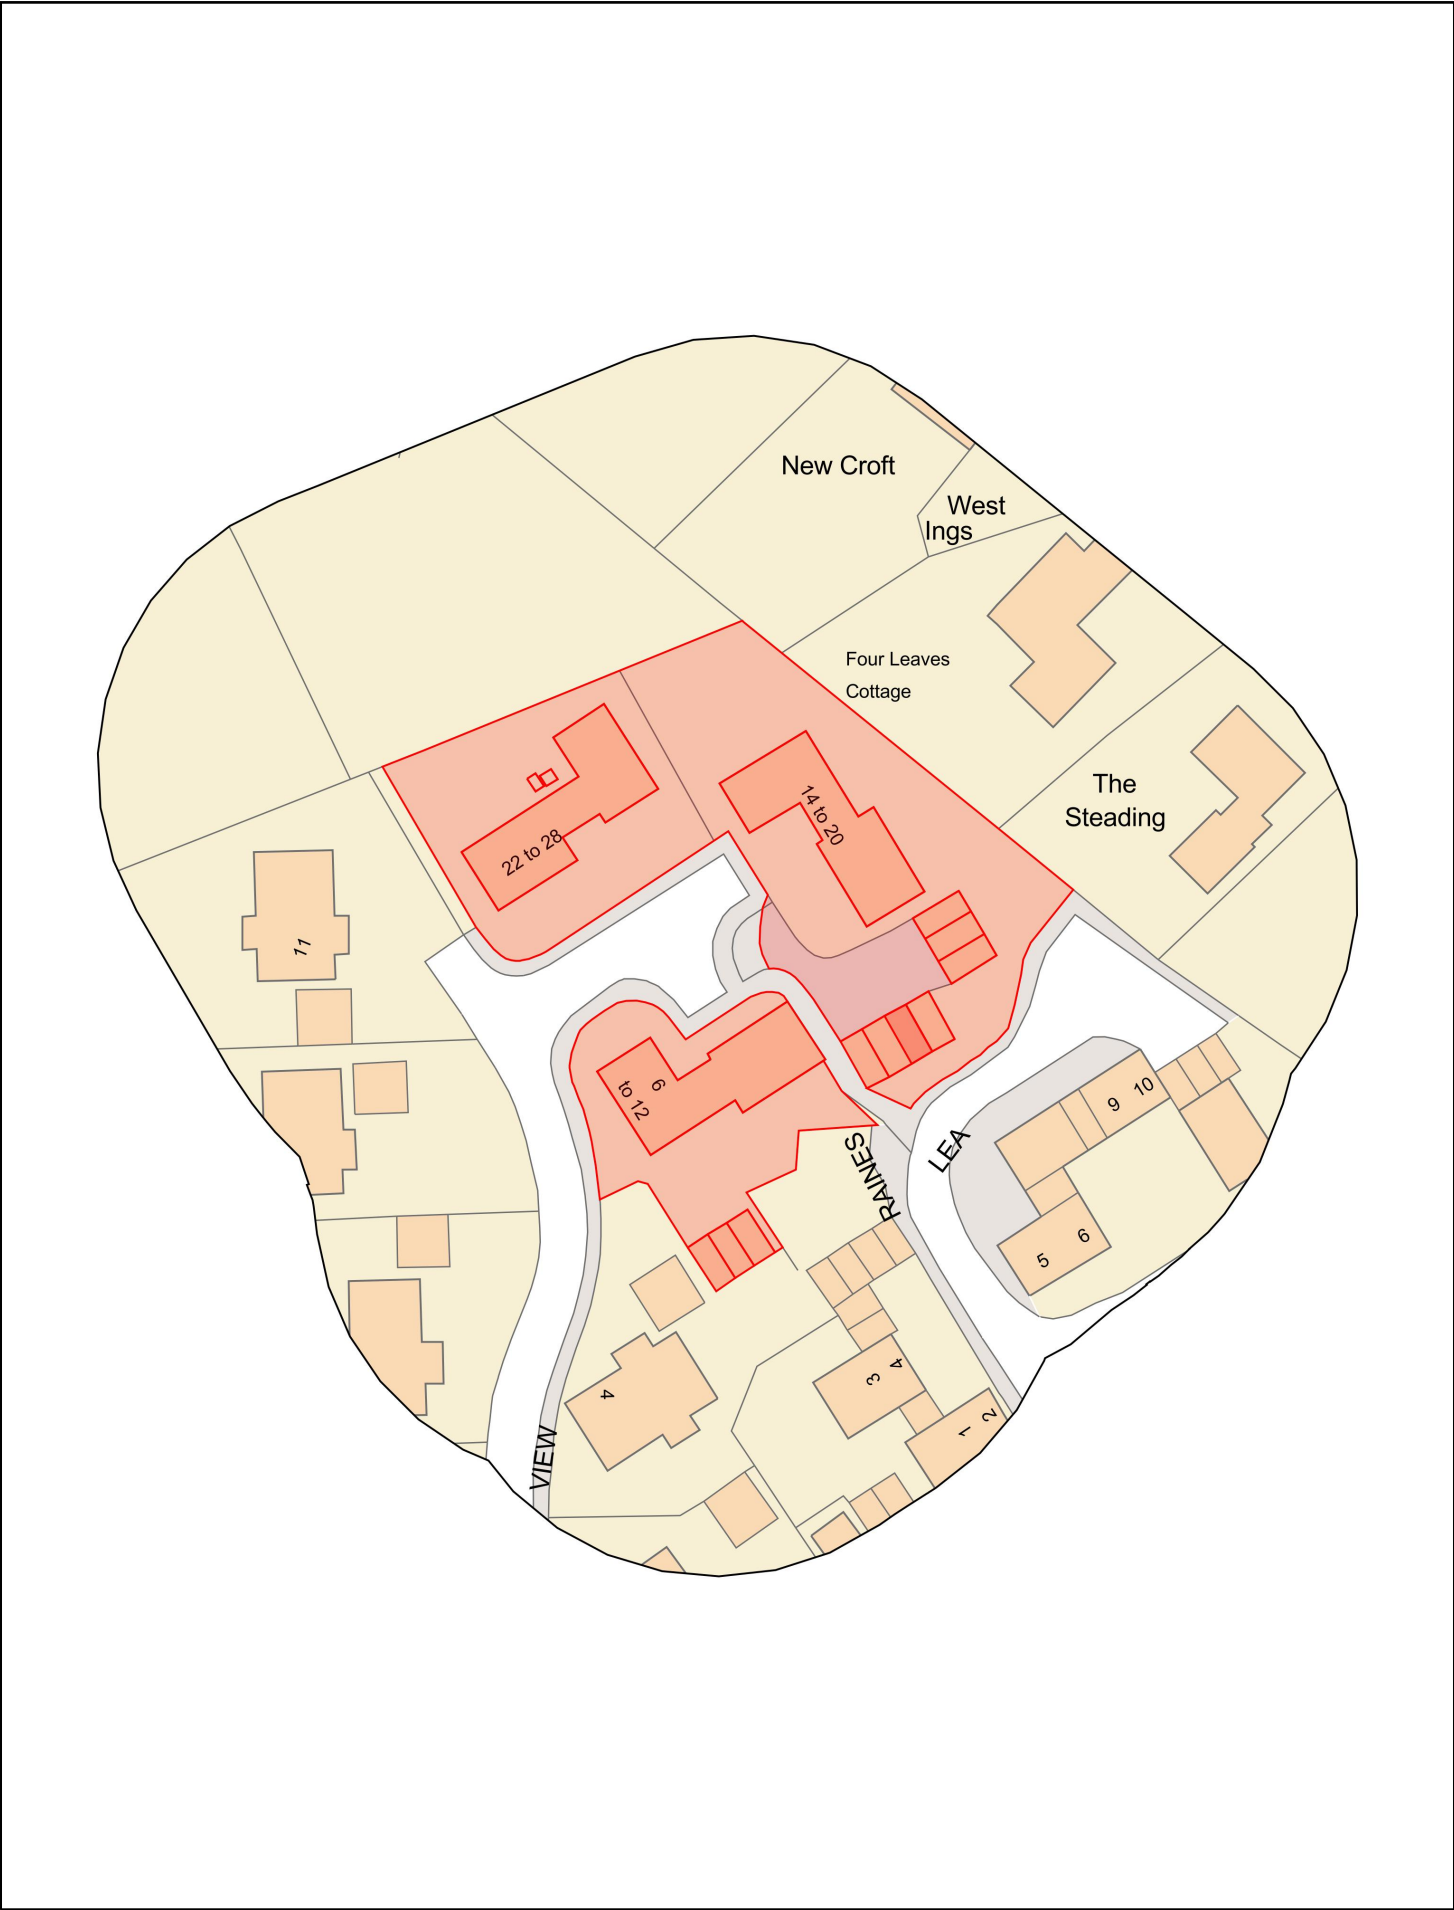 New Croft
West
Ings
Four Leaves
Cottage
The
Steading
14 to 20
22 to 28
11
6
to 12
9
10
RAINES
LEA
5
6
4
3
4
1
2
VIEW